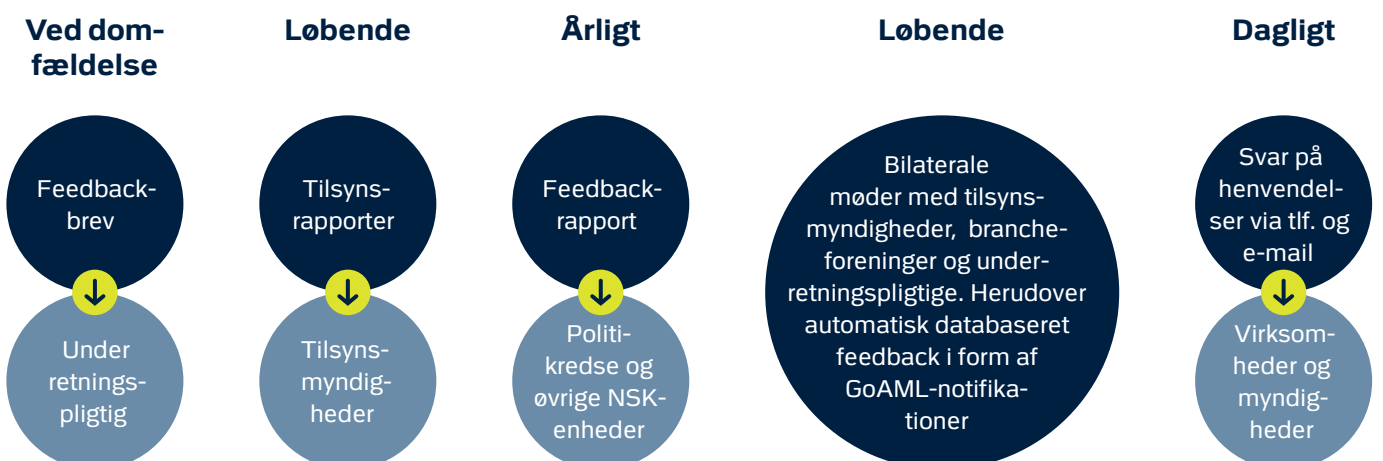 Ved dom-
fældelse
Løbende
Årligt
Løbende
Dagligt
Feedback-
brev
Under
retnings-
pligtig
Tilsyns-
rapporter
Tilsyns-
myndig-
heder
Feedback-
rapport
Politi-
kredse og
øvrige NSK-
enheder
Bilaterale
møder med tilsyns-
myndigheder, branche-
foreninger og under-
retningspligtige. Herudover
automatisk databaseret
feedback i form af
GoAML-notifika-
tioner
Svar på
henvendel-
ser via tlf. og
e-mail
Virksom-
heder og
myndig-
heder